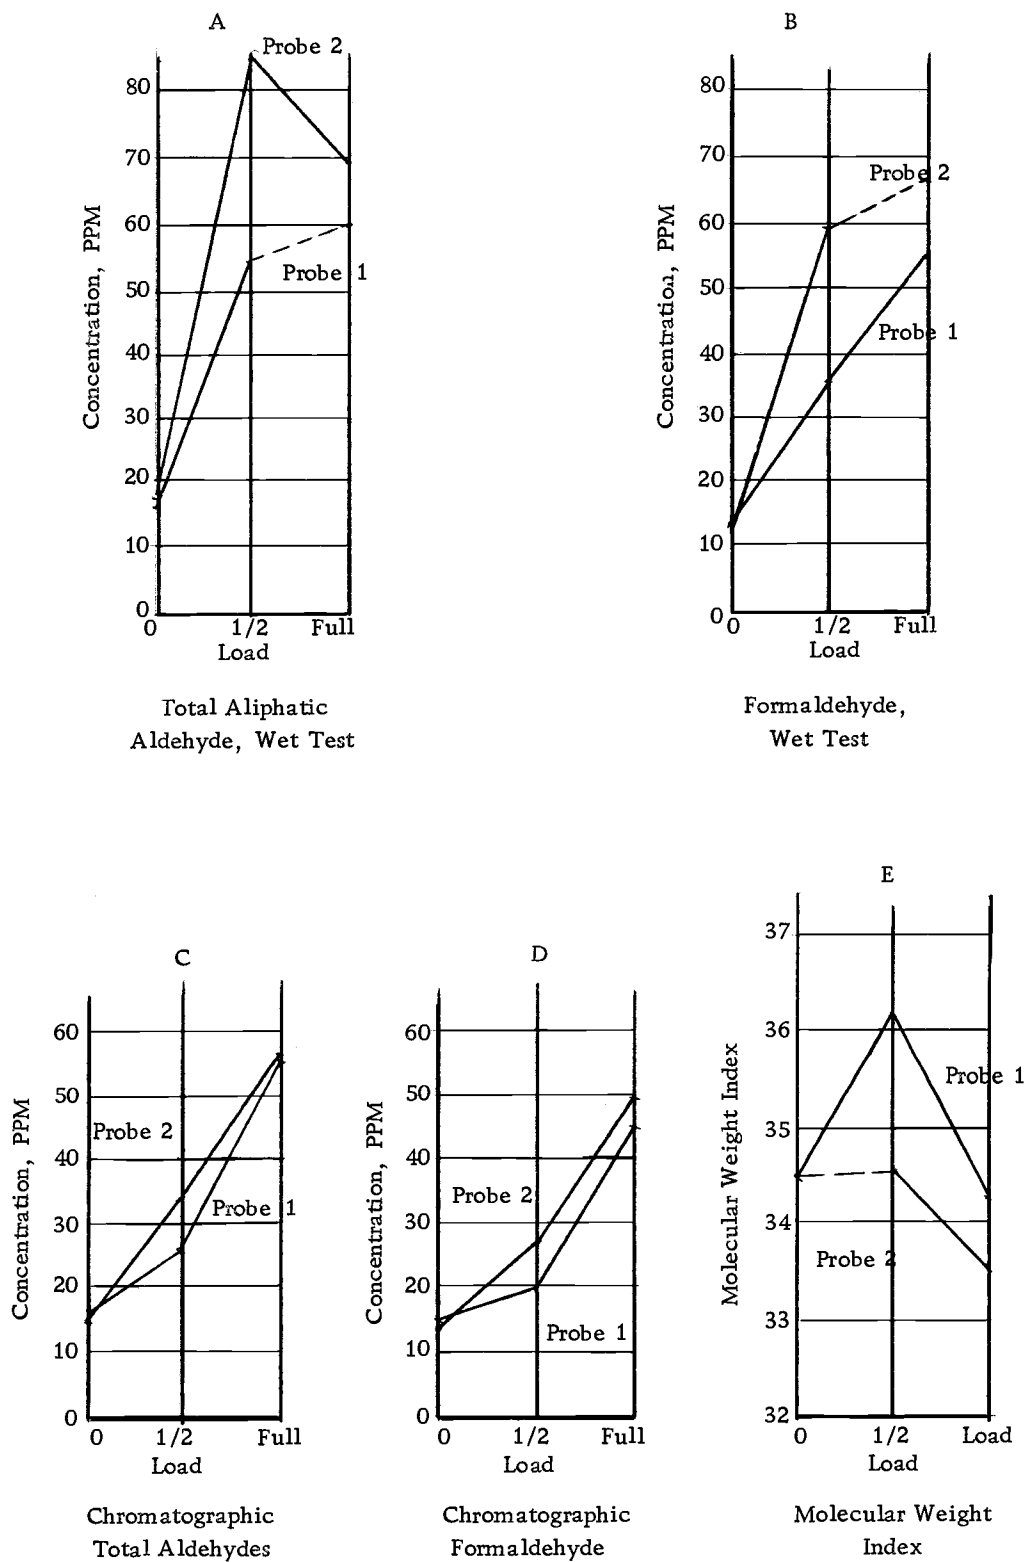 A
Probe 2
80
70
60
50
40
30
20
10
0
Concentration, PPM
Probe 1
0 1/2 Full
Load
Total Aliphatic
Aldehyde, Wet Test
B
80
70
60
50
40
30
20
10
0
Concentration, PPM
Probe 2
Probe 1
0 1/2 Full
Load
Formaldehyde,
Wet Test
C
60
50
40
30
20
10
0
Concentration, PPM
Probe 2
Probe 1
0 1/2 Full
Load
Chromatographic
Total Aldehydes
D
60
50
40
30
20
10
0
Concentration, PPM
Probe 2
Probe 1
0 1/2 Full
Load
Chromatographic
Formaldehyde
E
37
36
35
34
33
32
Molecular Weight Index
Probe 1
Probe 2
0 1/2 Load
Load
Molecular Weight
Index